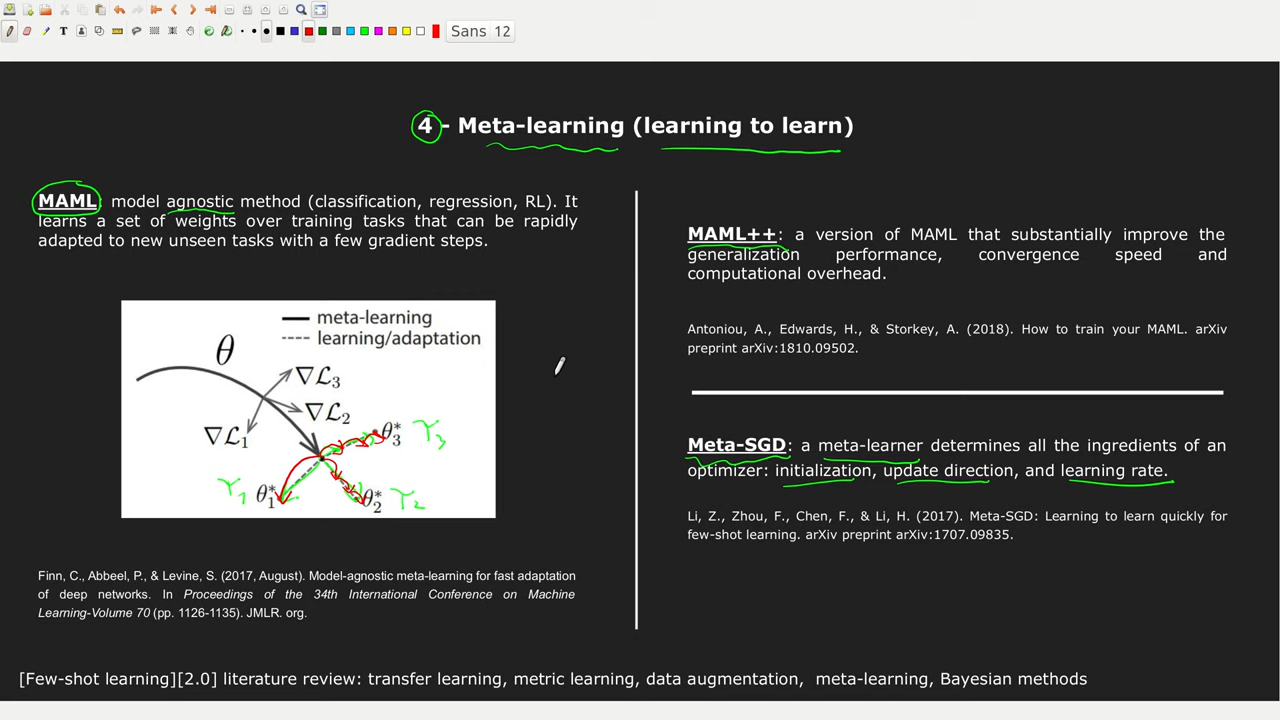 Sans 12
4 - Meta-learning (learning to learn)
MAML: model agnostic method (classification, regression, RL). It
learns a set of weights over training tasks that can be rapidly
adapted to new unseen tasks with a few gradient steps.
meta-learning
learning/adaptation
θ
∇L3
∇L2
∇L1
θ*3 T3
T1 θ*1
θ*2 T2
Finn, C., Abbeel, P., & Levine, S. (2017, August). Model-agnostic meta-learning for fast adaptation
of deep networks. In Proceedings of the 34th International Conference on Machine
Learning-Volume 70 (pp. 1126-1135). JMLR. org.
MAML++: a version of MAML that substantially improve the
generalization performance, convergence speed and
computational overhead.
Antoniou, A., Edwards, H., & Storkey, A. (2018). How to train your MAML. arXiv
preprint arXiv:1810.09502.
Meta-SGD: a meta-learner determines all the ingredients of an
optimizer: initialization, update direction, and learning rate.
Li, Z., Zhou, F., Chen, F., & Li, H. (2017). Meta-SGD: Learning to learn quickly for
few-shot learning. arXiv preprint arXiv:1707.09835.
[Few-shot learning][2.0] literature review: transfer learning, metric learning, data augmentation, meta-learning, Bayesian methods